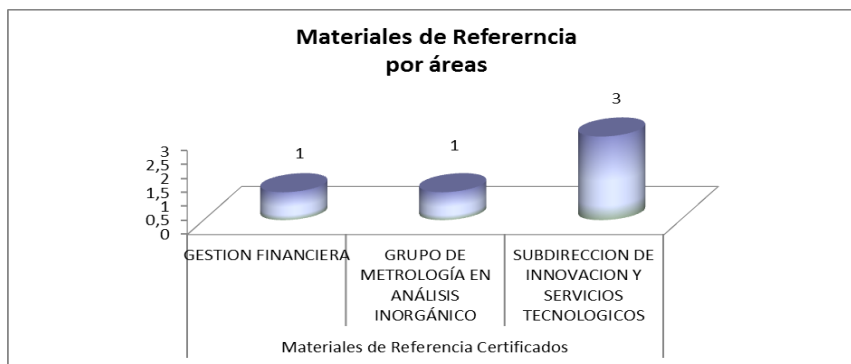 Materiales de Refererncia
por áreas
3
1
1
3
2,5
2
1,5
1
0,5
0
GESTION FINANCIERA
GRUPO DE
METROLOGÍA EN
ANÁLISIS
INORGÁNICO
SUBDIRECCION DE
INNOVACION Y
SERVICIOS
TECNOLOGICOS
Materiales de Referencia Certificados